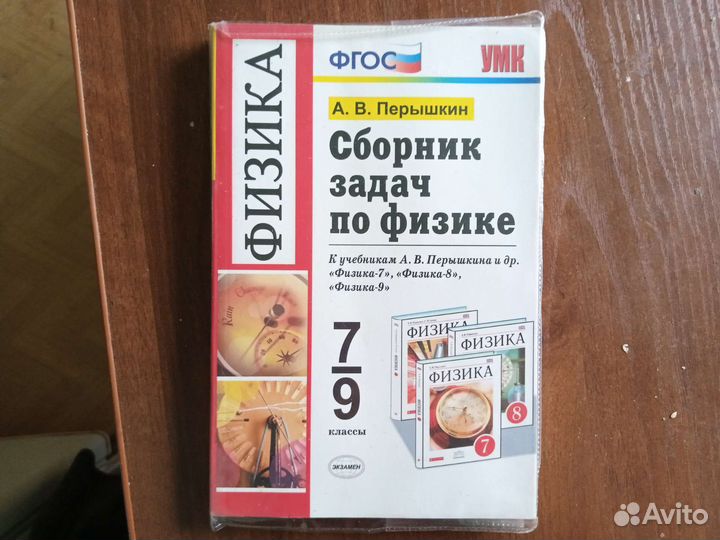 ФИЗИКА
ФГОС
УМК
А. В. Перышкин
Сборник
задач
по физике
К учебникам А. В. Перышкина и др.
«Физика-7», «Физика-8»,
«Физика-9»
7
9
классы
ЭКЗАМЕН
Rain
ФИЗИКА
ФИЗИКА
8
ФИЗИКА
7
Avito